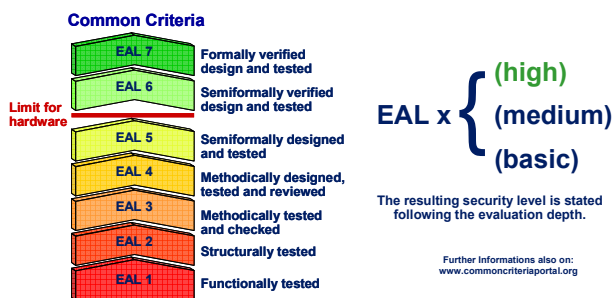 Common Criteria
EAL 7
Formally verified
design and tested
EAL 6
Semiformally verified
design and tested
Limit for
hardware
EAL 5
Semiformally designed
and tested
EAL 4
Methodically designed,
tested and reviewed
EAL 3
Methodically tested
and checked
EAL 2
Structurally tested
EAL 1
Functionally tested
EAL x {
(high)
(medium)
(basic)
The resulting security level is stated
following the evaluation depth.
Further Informations also on:
www.commoncriteriaportal.org